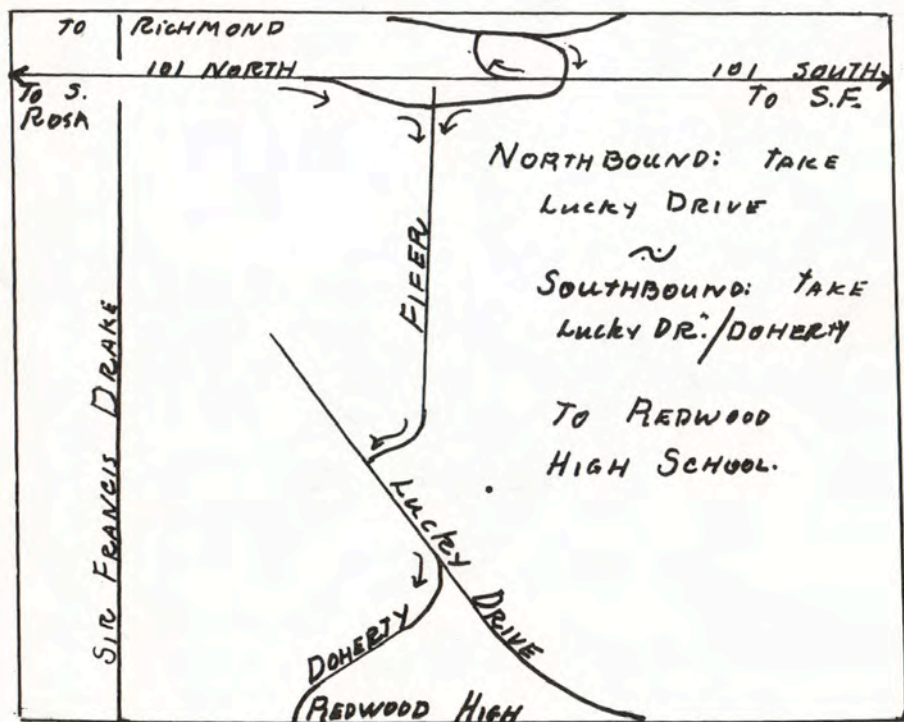 TO RICHMOND
101 NORTH
101 SOUTH
TO S. ROSA
TO S.F.
NORTHBOUND: TAKE
LUCKY DRIVE
~
SOUTHBOUND: TAKE
LUCKY DR./DOHERTY
TO REDWOOD
HIGH SCHOOL.
FIFER
SIR FRANCIS DRAKE
LUCKY DRIVE
DOHERTY
REDWOOD HIGH